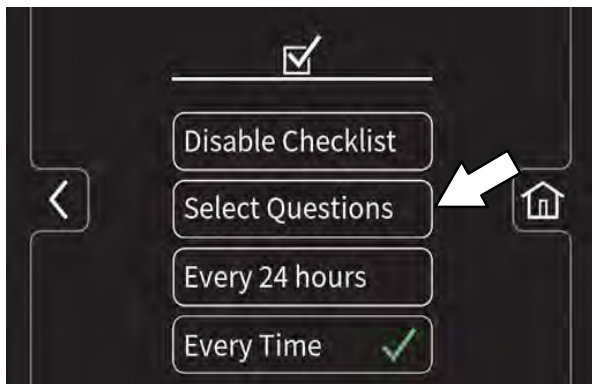 Disable Checklist
Select Questions
Every 24 hours
Every Time